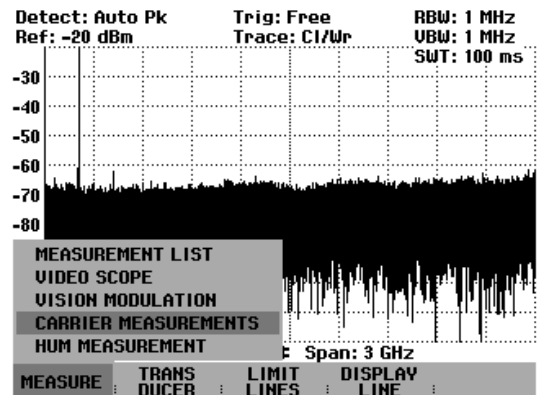 Detect: Auto Pk Trig: Free RBW: 1 MHz
Ref: -20 dBm Trace: Cl/Wr VBW: 1 MHz
SWT: 100 ms
-30
-40
-50
-60
-70
-80
MEASUREMENT LIST
VIDEO SCOPE
VISION MODULATION
CARRIER MEASUREMENTS
HUM MEASUREMENT
Span: 3 GHz
MEASURE TRANS DUCER LIMIT LINES DISPLAY LINE